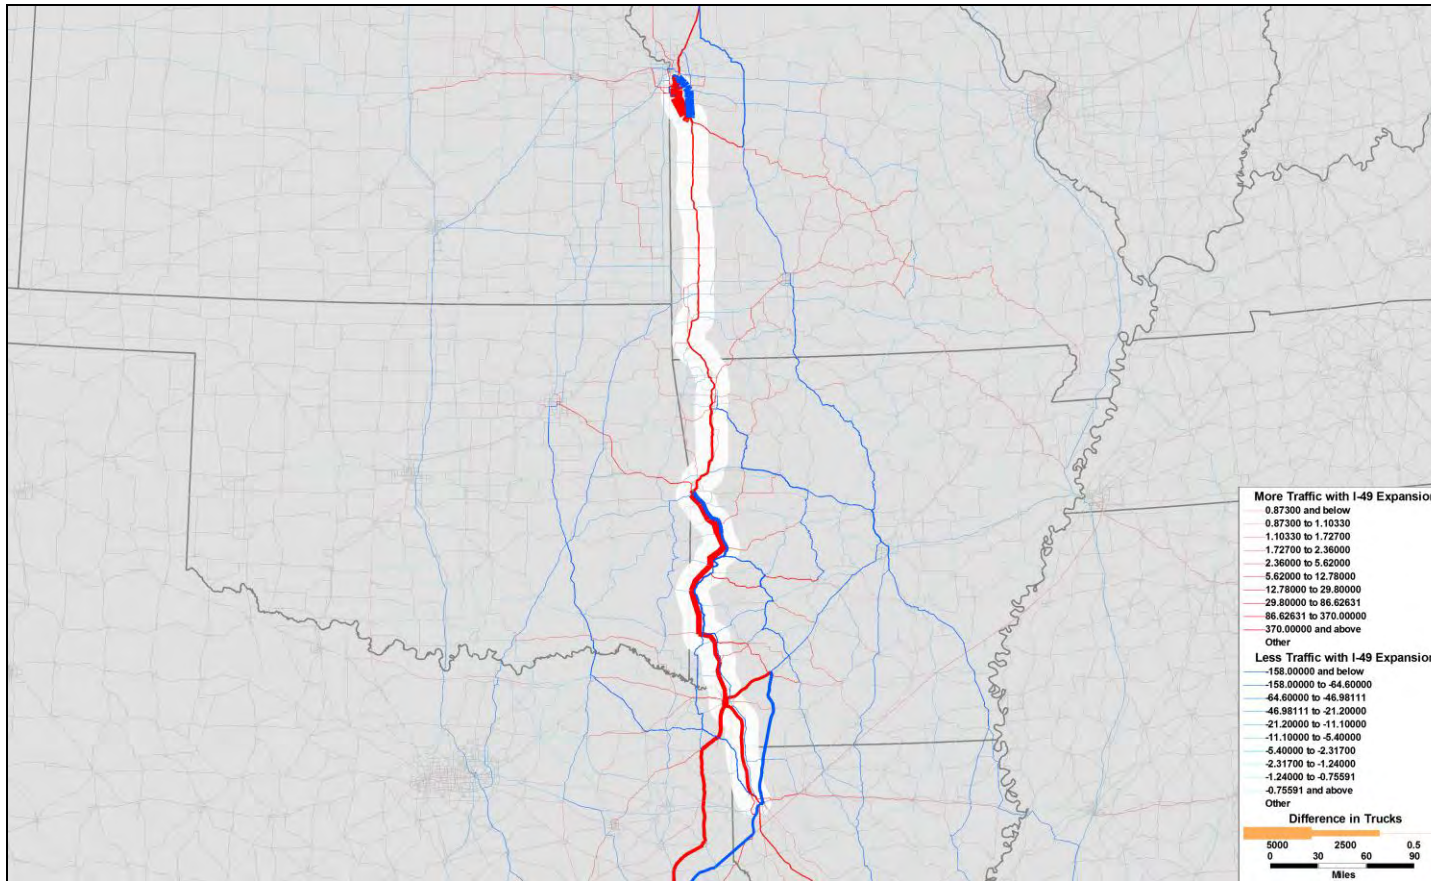 More Traffic with I-49 Expansion
0.87300 and below
0.87300 to 1.10330
1.10330 to 1.72700
1.72700 to 2.36000
2.36000 to 5.62000
5.62000 to 12.78000
12.78000 to 29.80000
29.80000 to 86.62631
86.62631 to 370.00000
370.00000 and above
Other
Less Traffic with I-49 Expansion
-158.00000 and below
-158.00000 to -64.60000
-64.60000 to -46.98111
-46.98111 to -21.20000
-21.20000 to -11.10000
-11.10000 to -5.40000
-5.40000 to -2.31700
-2.31700 to -1.24000
-1.24000 to -0.75591
-0.75591 and above
Other
Difference in Trucks
5000 2500 0.5
0 30 60 90
Miles